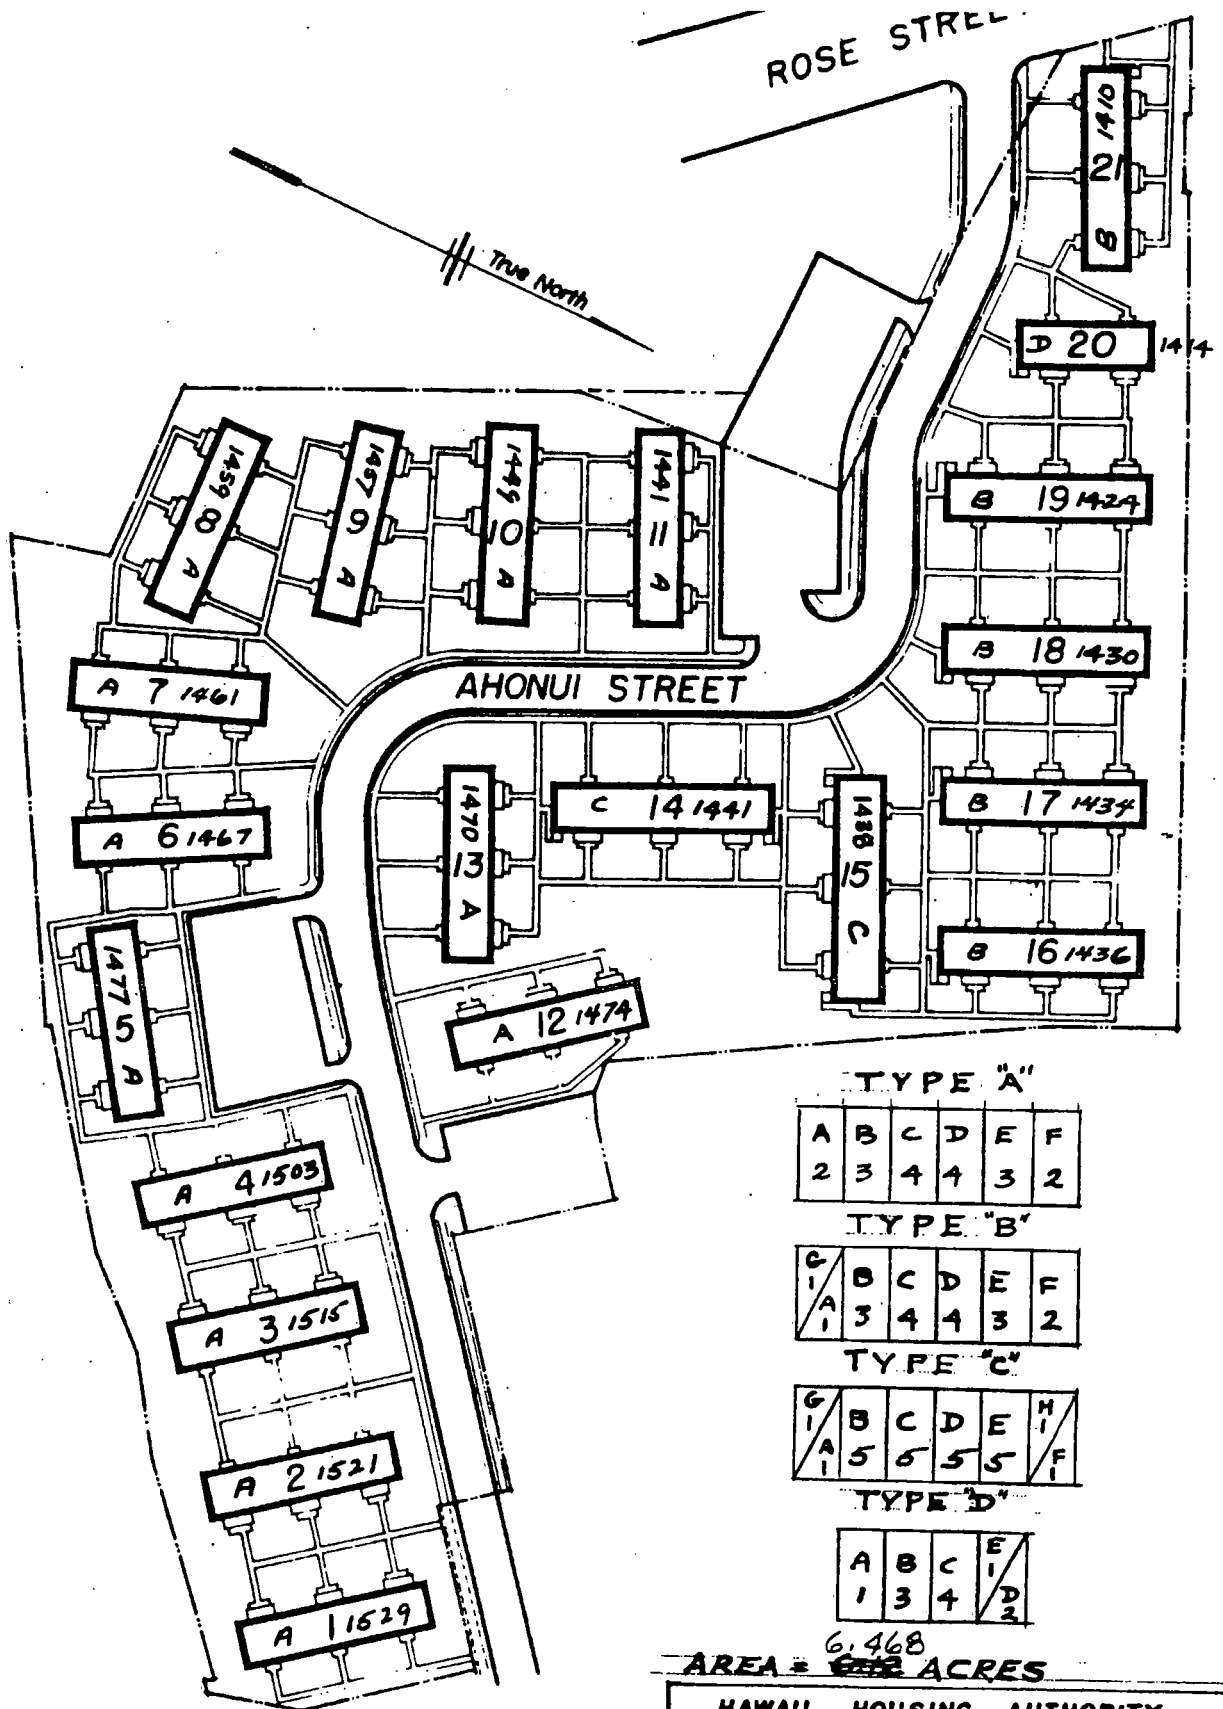 ROSE STREE
True North
1410 21 B
D 20 1414
B 19 1424
B 18 1430
B 17 1434
B 16 1436
1459 8 A
1457 9 A
1449 10 A
1441 11 A
A 7 1461
AHONUI STREET
A 6 1467
1470 13 A
C 14 1441
1438 15 C
1477 5 A
A 12 1474
A 4 1503
A 3 1515
A 2 1521
A 1 1529
TYPE "A"
A B C D E F
2 3 4 4 3 2
TYPE "B"
G 1 / A 1 B C D E F
3 4 4 3 2
TYPE "C"
G 1 / A 1 B C D E H 1 / F 1
5 5 5 5
TYPE "D"
A B C E 1 / D 2
1 3 4
6.468
AREA = ACRES
HAWAII HOUSING AUTHORITY